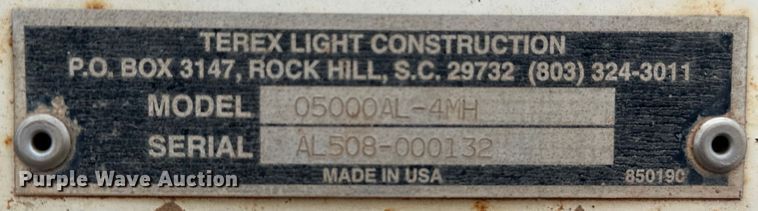 TEREX LIGHT CONSTRUCTION
P.O. BOX 3147, ROCK HILL, S.C. 29732 (803) 324-3011
MODEL 05000AL-4MH
SERIAL AL508-000132
MADE IN USA 850190
Purple Wave Auction